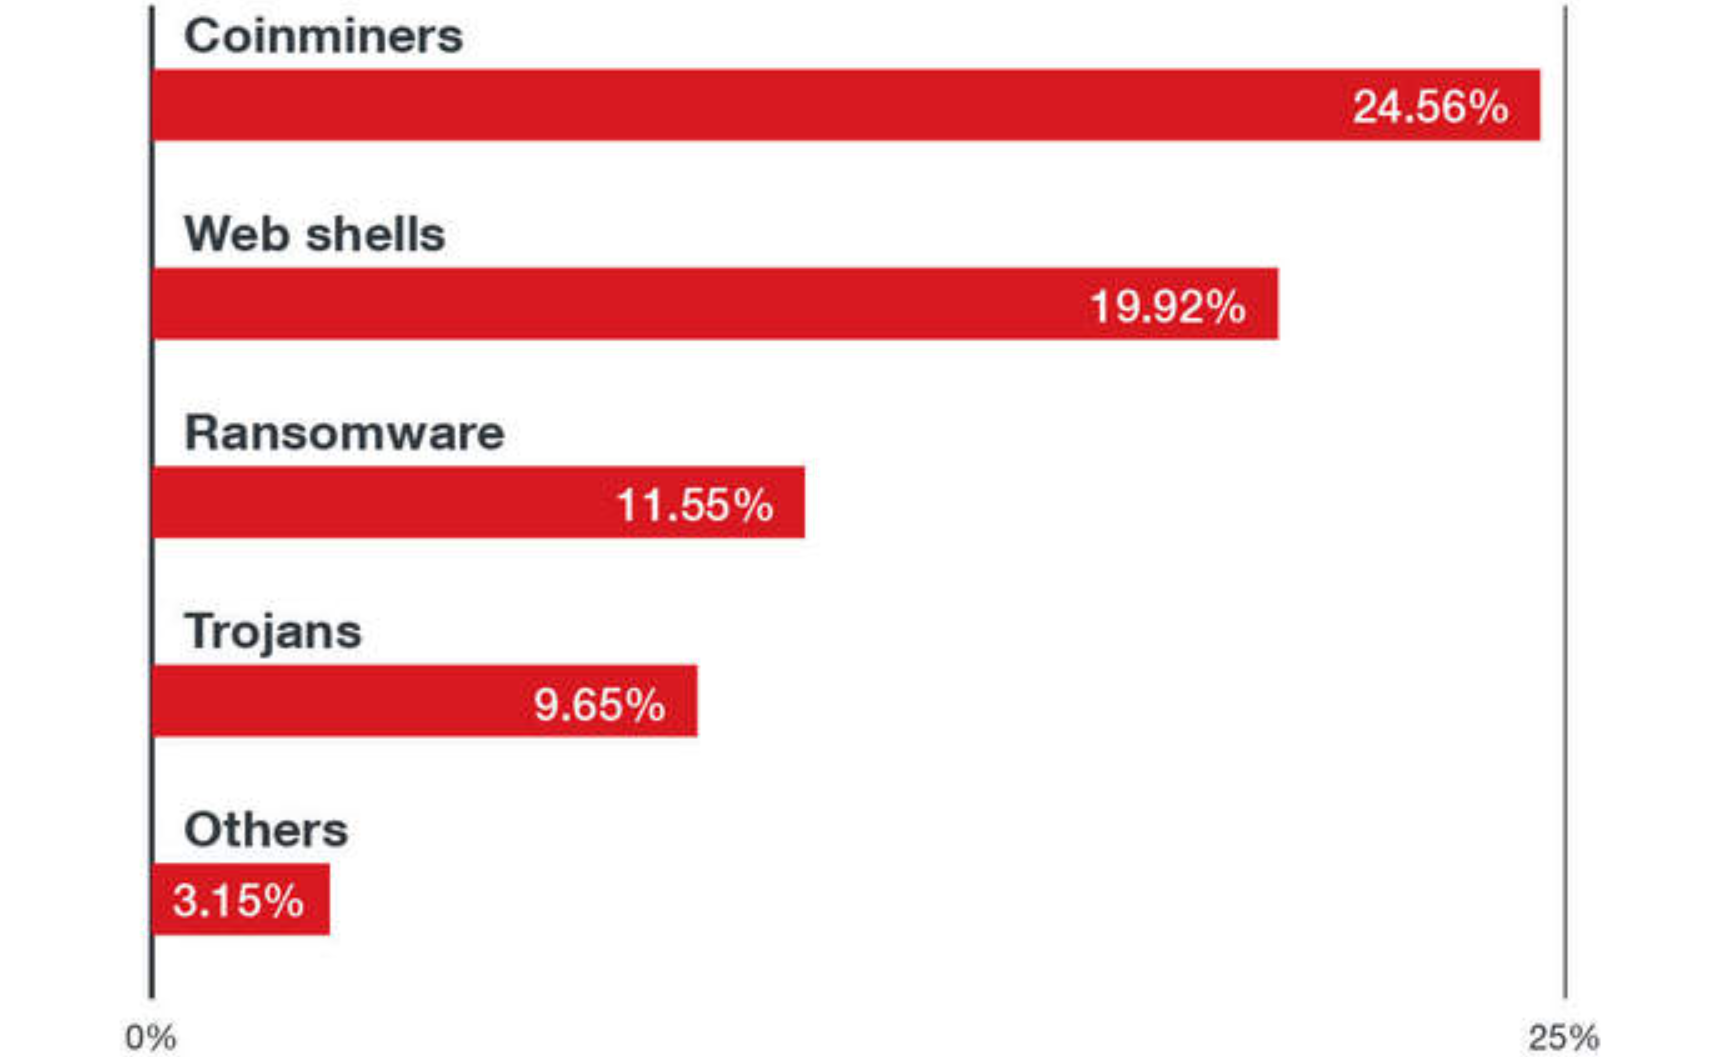 Coinminers
24.56%
Web shells
19.92%
Ransomware
11.55%
Trojans
9.65%
Others
3.15%
0% 25%